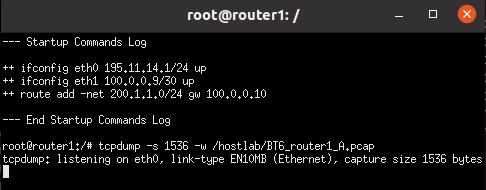 root@router1: /
--- Startup Commands Log
++ ifconfig eth0 195.11.14.1/24 up
++ ifconfig eth1 100.0.0.9/30 up
++ route add -net 200.1.1.0/24 gw 100.0.0.10
--- End Startup Commands Log
root@router1:/# tcpdump -s 1536 -w /hostlab/BT6_router1_A.pcap
tcpdump: listening on eth0, link-type EN10MB (Ethernet), capture size 1536 bytes